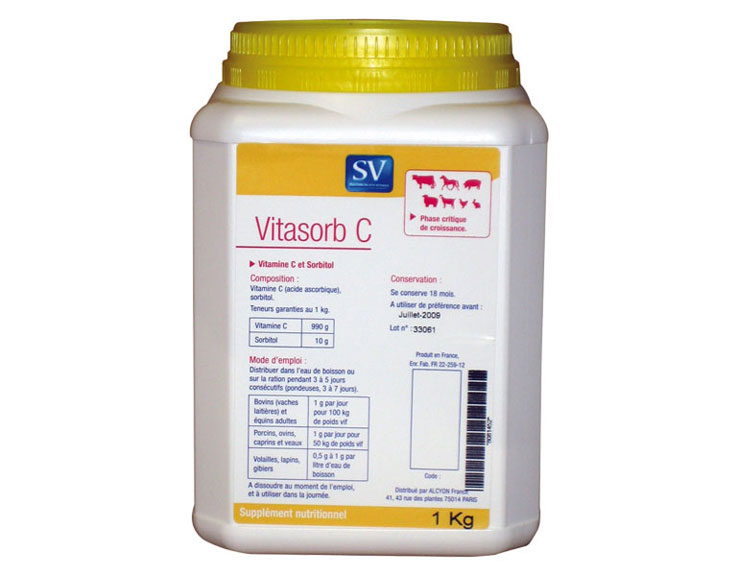 SV
Phase critique
de croissance.
Vitasorb C
Vitamine C et Sorbitol
Composition :
Vitamine C (acide ascorbique),
sorbitol.
Teneurs garanties au 1 kg.
Vitamine C 990 g
Sorbitol 10 g
Mode d'emploi :
Distribuer dans l'eau de boisson ou
sur la ration pendant 3 à 5 jours
consécutifs (pondeuses, 3 à 7 jours).
Bovins (vaches
laitières) et
équins adultes
1 g par jour
pour 100 kg
de poids vif
Porcins, ovins,
caprins et veaux
1 g par jour pour
50 kg de poids vif
Volailles, lapins,
gibiers
0,5 g à 1 g par
litre d'eau de
boisson
A dissoudre au moment de l'emploi,
et à utiliser dans la journée.
Conservation :
Se conserve 18 mois.
A utiliser de préférence avant :
Juillet-2009
Lot n° : 33061
Produit en France,
Enr. Fab. FR 22-259-12
Code :
Distribué par ALCYON France
41, 43 rue des plantes 75014 PARIS
Supplément nutritionnel
1 Kg